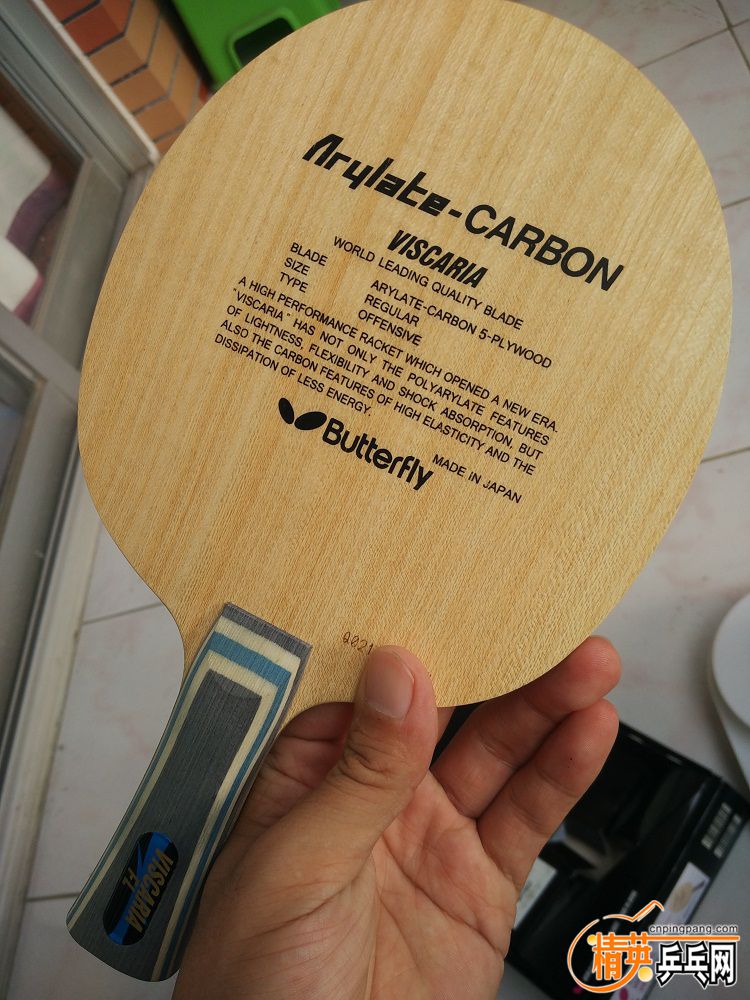 Arylate-CARBON
VISCARIA
WORLD LEADING QUALITY BLADE
BLADE ARYLATE-CARBON 5-PLYWOOD
SIZE REGULAR
TYPE OFFENSIVE
A HIGH PERFORMANCE RACKET WHICH OPENED A NEW ERA.
"VISCARIA" HAS NOT ONLY THE POLYARYLATE FEATURES
OF LIGHTNESS, FLEXIBILITY AND SHOCK ABSORPTION, BUT
ALSO THE CARBON FEATURES OF HIGH ELASTICITY AND THE
DISSIPATION OF LESS ENERGY.
Butterfly MADE IN JAPAN
VISCARIA
FL
cnpingpang.com
精英乒乓网